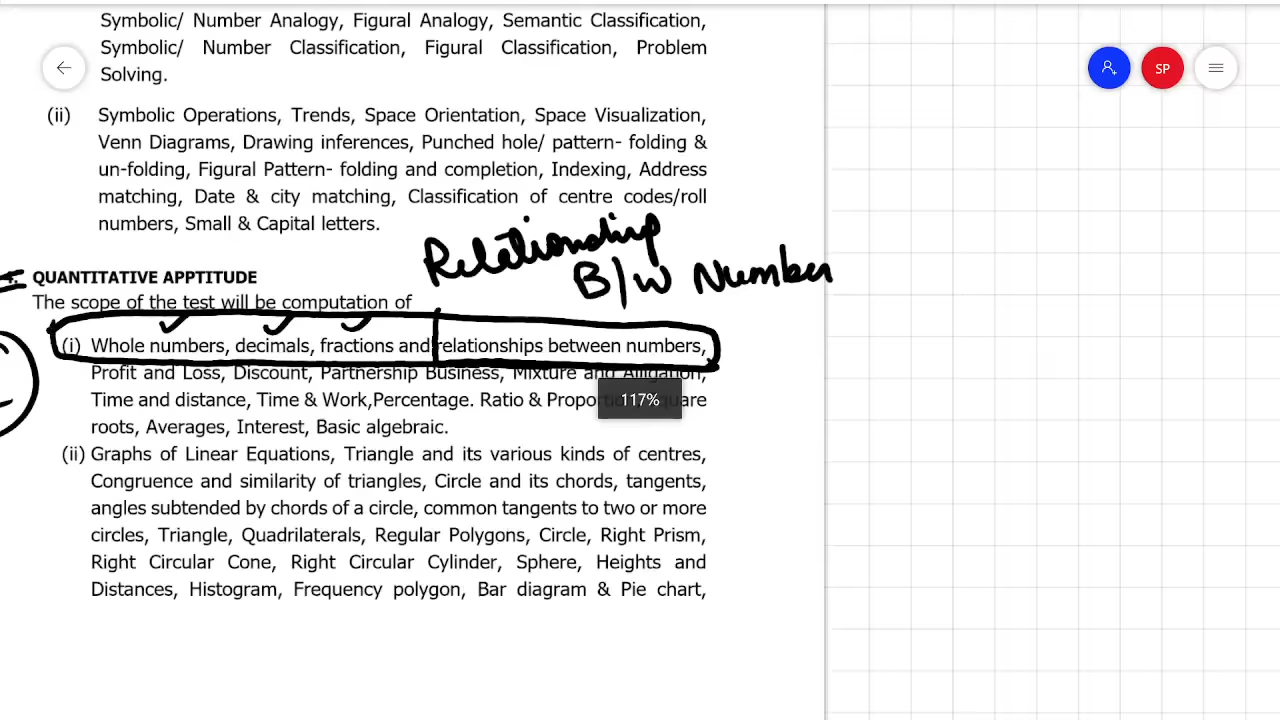 Symbolic/ Number Analogy, Figural Analogy, Semantic Classification,
Symbolic/ Number Classification, Figural Classification, Problem
Solving.
SP
(ii) Symbolic Operations, Trends, Space Orientation, Space Visualization,
Venn Diagrams, Drawing inferences, Punched hole/ pattern- folding &
un-folding, Figural Pattern- folding and completion, Indexing, Address
matching, Date & city matching, Classification of centre codes/roll
numbers, Small & Capital letters.
Relationship
B/W Number
QUANTITATIVE APPTITUDE
The scope of the test will be computation of
(i) Whole numbers, decimals, fractions and relationships between numbers,
Profit and Loss, Discount, Partnership Business, Mixture and Alligation,
117%
Time and distance, Time & Work,Percentage. Ratio &
roots, Averages, Interest, Basic algebraic.
(ii) Graphs of Linear Equations, Triangle and its various kinds of centres,
Congruence and similarity of triangles, Circle and its chords, tangents,
angles subtended by chords of a circle, common tangents to two or more
circles, Triangle, Quadrilaterals, Regular Polygons, Circle, Right Prism,
Right Circular Cone, Right Circular Cylinder, Sphere, Heights and
Distances, Histogram, Frequency polygon, Bar diagram & Pie chart,